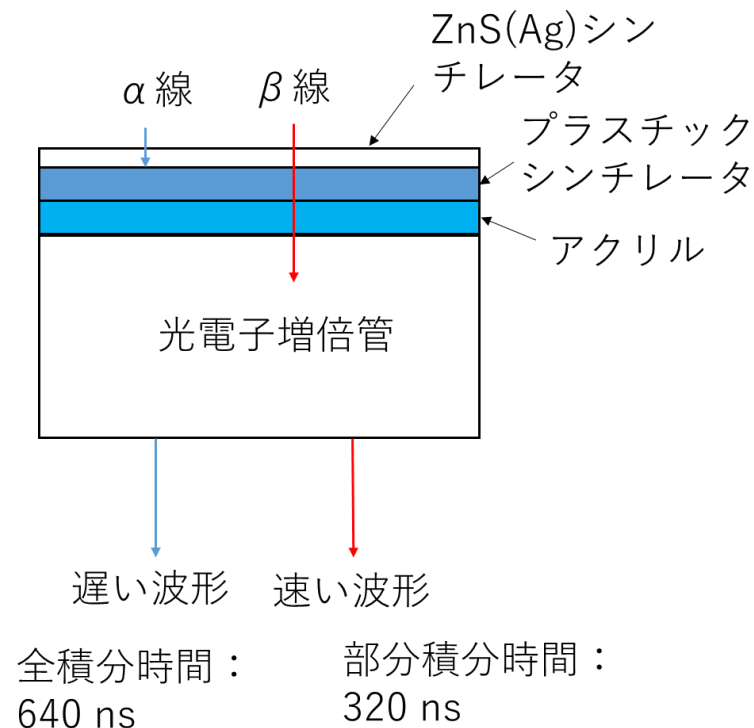 ZnS(Ag)シン
チレータ
α線
β線
プラスチック
シンチレータ
アクリル
光電子増倍管
遅い波形
速い波形
全積分時間：
640 ns
部分積分時間：
320 ns